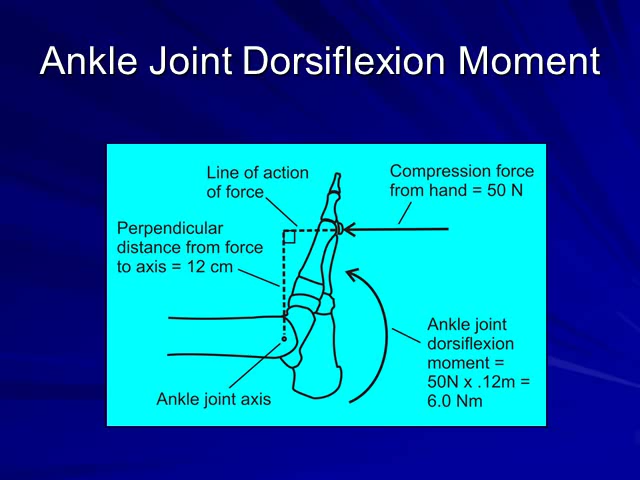 Ankle Joint Dorsiflexion Moment
Line of action
of force
Compression force
from hand = 50 N
Perpendicular
distance from force
to axis = 12 cm
Ankle joint
dorsiflexion
moment =
50N x .12m =
6.0 Nm
Ankle joint axis